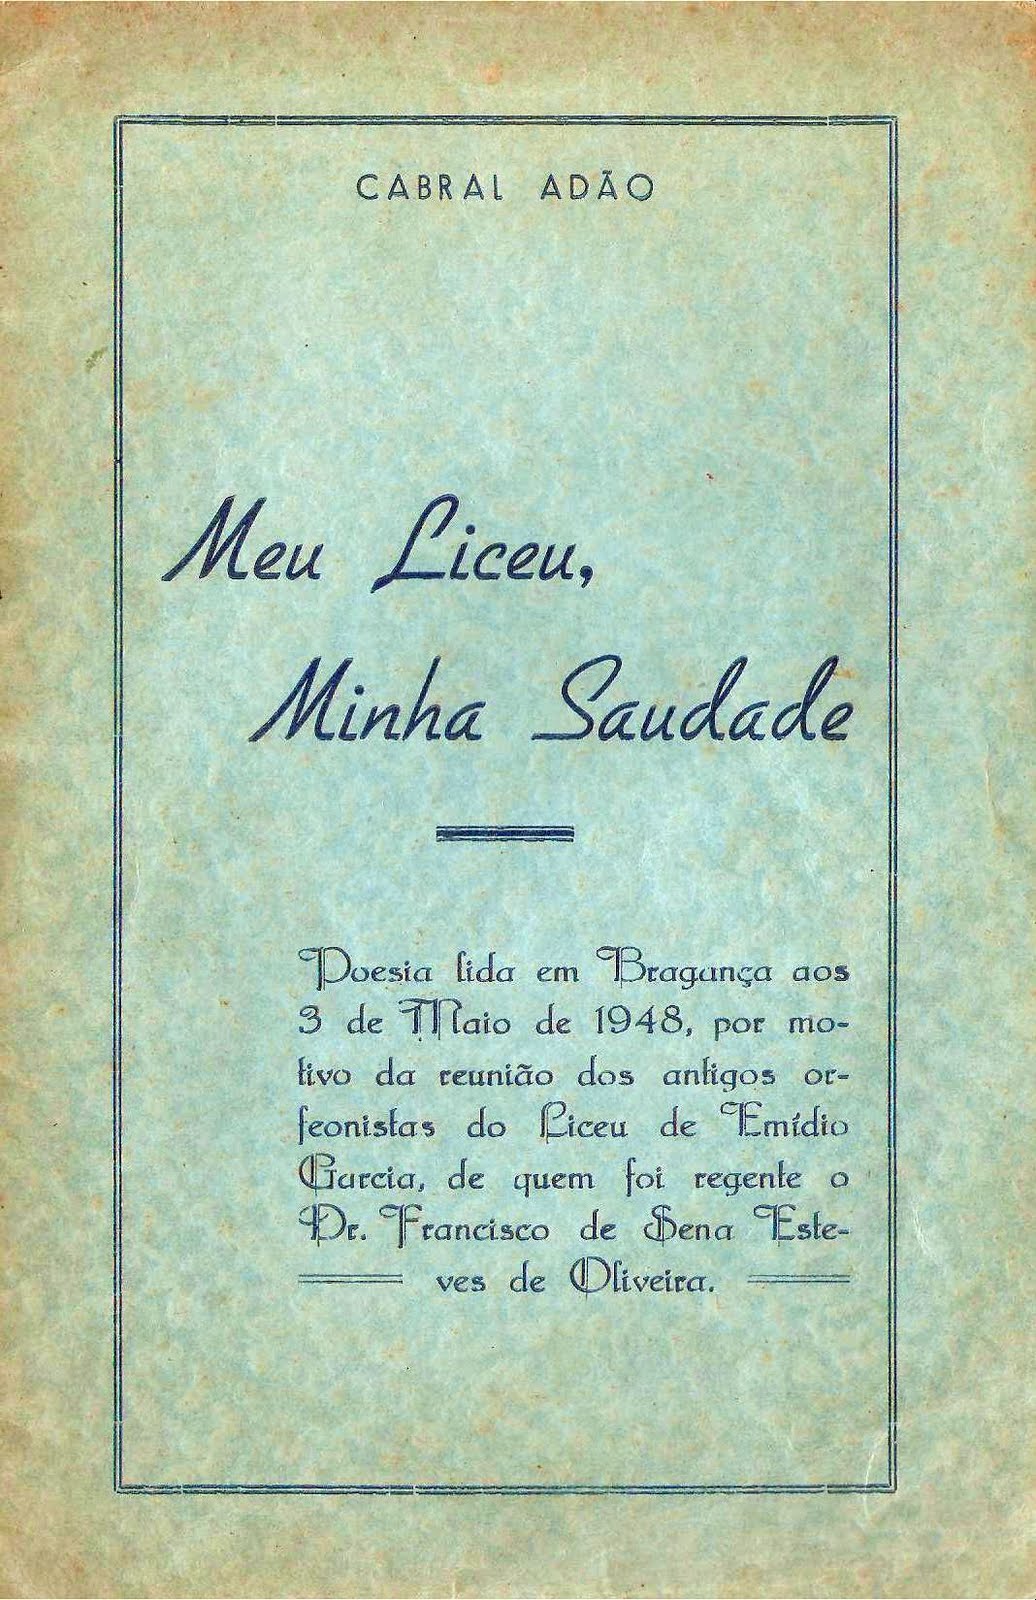 CABRAL ADÃO
Meu Liceu,
Minha Saudade
Poesia lida em Bragança aos
3 de Maio de 1948, por mo-
tivo da reunião dos antigos or-
feonistas do Liceu de Emídio
Garcia, de quem foi regente o
Dr. Francisco de Sena Este-
ves de Oliveira.